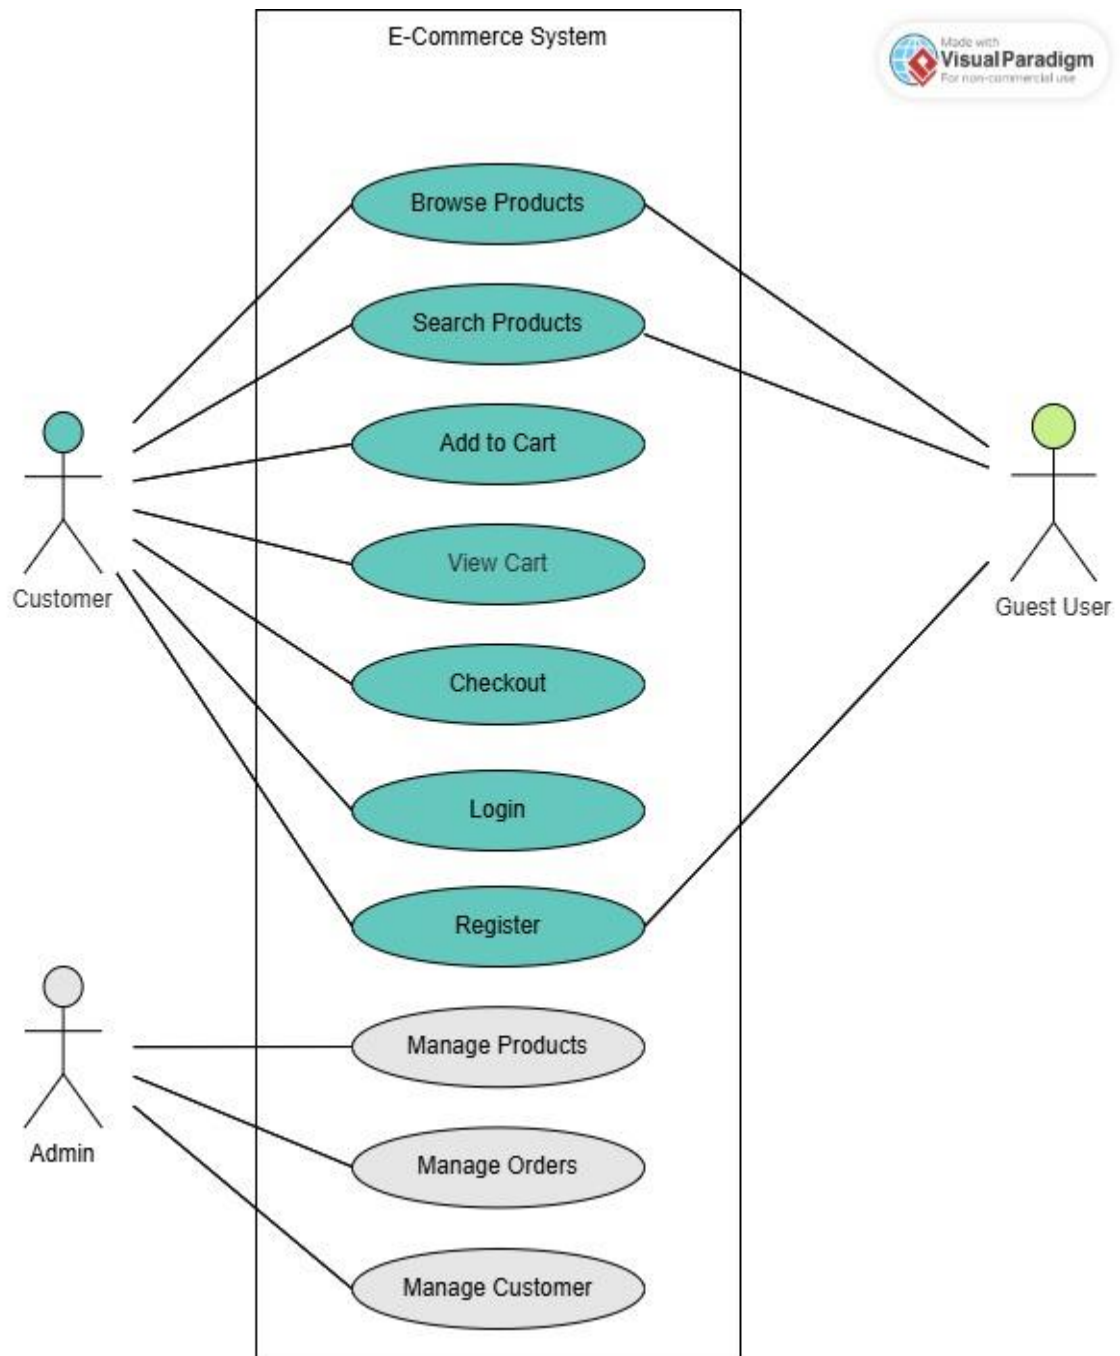 E-Commerce System
Made with
Visual Paradigm
For non-commercial use
Browse Products
Search Products
Add to Cart
View Cart
Customer
Guest User
Checkout
Login
Register
Manage Products
Admin
Manage Orders
Manage Customer